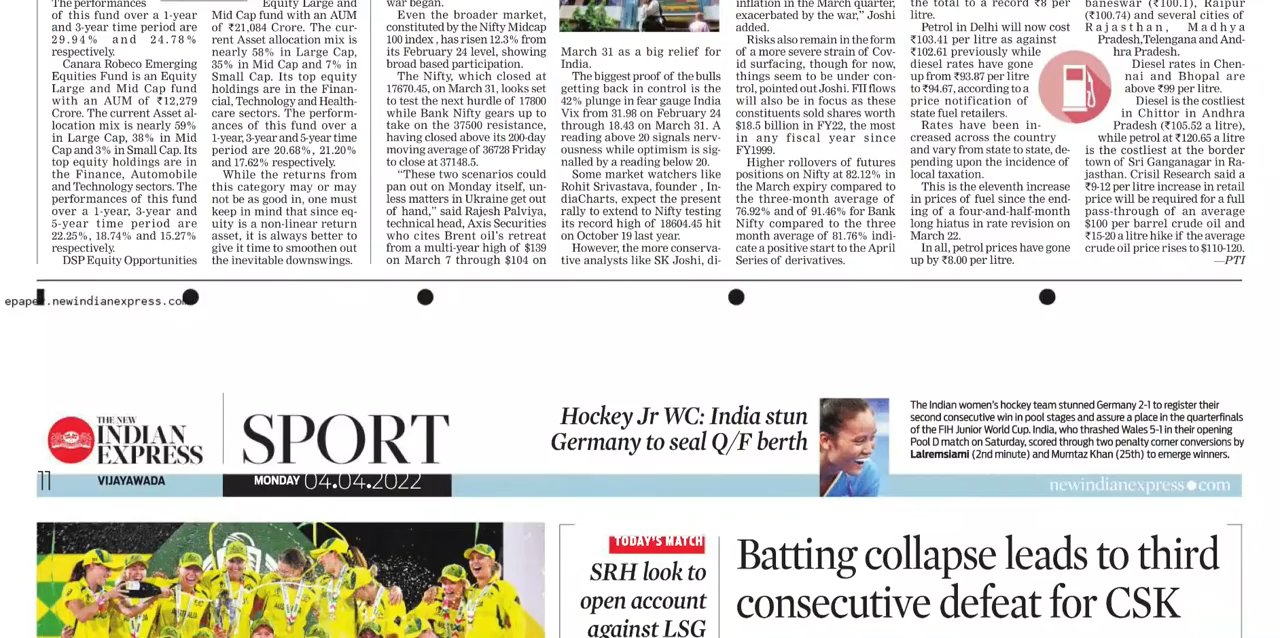 The performances
of this fund over a 1-year
and 3-year time period are
29.94% and 24.78%
respectively.
Canara Robeco Emerging
Equities Fund is an Equity
Large and Mid Cap fund
with an AUM of ₹12,279
Crore. The current Asset al-
location mix is nearly 59%
in Large Cap, 38% in Mid
Cap and 3% in Small Cap. Its
top equity holdings are in
the Finance, Automobile
and Technology sectors. The
performances of this fund
over a 1-year, 3-year and
5-year time period are
22.25%, 18.74% and 15.27%
respectively.
DSP Equity Opportunities
Equity Large and
Mid Cap fund with an AUM
of ₹21,084 Crore. The cur-
rent Asset allocation mix is
nearly 58% in Large Cap,
35% in Mid Cap and 7% in
Small Cap. Its top equity
holdings are in the Finan-
cial, Technology and Health-
care sectors. The perform-
ances of this fund over a
1-year, 3-year and 5-year time
period are 20.68%, 21.20%
and 17.62% respectively.
While the returns from
this category may or may
not be as good in, one must
keep in mind that since eq-
uity is a non-linear return
asset, it is always better to
give it time to smoothen out
the inevitable downswings.
war began.
Even the broader market,
constituted by the Nifty Midcap
100 index , has risen 12.3% from
its February 24 level, showing
broad based participation.
The Nifty, which closed at
17670.45, on March 31, looks set
to test the next hurdle of 17800
while Bank Nifty gears up to
take on the 37500 resistance,
having closed above its 200-day
moving average of 36728 Friday
to close at 37148.5.
“These two scenarios could
pan out on Monday itself, un-
less matters in Ukraine get out
of hand,” said Rajesh Palviya,
technical head, Axis Securities
who cites Brent oil’s retreat
from a multi-year high of $139
on March 7 through $104 on
March 31 as a big relief for
India.
The biggest proof of the bulls
getting back in control is the
42% plunge in fear gauge India
Vix from 31.98 on February 24
through 18.43 on March 31. A
reading above 20 signals nerv-
ousness while optimism is sig-
nalled by a reading below 20.
Some market watchers like
Rohit Srivastava, founder , In-
diaCharts, expect the present
rally to extend to Nifty testing
its record high of 18604.45 hit
on October 19 last year.
However, the more conserva-
tive analysts like SK Joshi, di-
inflation in the March quarter,
exacerbated by the war,” Joshi
added.
Risks also remain in the form
of a more severe strain of Cov-
id surfacing, though for now,
things seem to be under con-
trol, pointed out Joshi. FII flows
will also be in focus as these
constituents sold shares worth
$18.5 billion in FY22, the most
in any fiscal year since
FY1999.
Higher rollovers of futures
positions on Nifty at 82.12% in
the March expiry compared to
the three-month average of
76.92% and of 91.46% for Bank
Nifty compared to the three
month average of 81.76% indi-
cate a positive start to the April
Series of derivatives.
the total to a record ₹8 per
litre.
Petrol in Delhi will now cost
₹103.41 per litre as against
₹102.61 previously while
diesel rates have gone
up from ₹93.87 per litre
to ₹94.67, according to a
price notification of
state fuel retailers.
Rates have been in-
creased across the country
and vary from state to state, de-
pending upon the incidence of
local taxation.
This is the eleventh increase
in prices of fuel since the end-
ing of a four-and-half-month
long hiatus in rate revision on
March 22.
In all, petrol prices have gone
up by ₹8.00 per litre.
baneswar (₹100.1), Raipur
(₹100.74) and several cities of
Rajasthan, Madhya
Pradesh,Telengana and And-
hra Pradesh.
Diesel rates in Chen-
nai and Bhopal are
above ₹99 per litre.
Diesel is the costliest
in Chittor in Andhra
Pradesh (₹105.52 a litre),
while petrol at ₹120.65 a litre
is the costliest at the border
town of Sri Ganganagar in Ra-
jasthan. Crisil Research said a
₹9-12 per litre increase in retail
price will be required for a full
pass-through of an average
$100 per barrel crude oil and
₹15-20 a litre hike if the average
crude oil price rises to $110-120.
—PTI
epaper.newindianexpress.com
THE NEW
INDIAN
EXPRESS
11
VIJAYAWADA
SPORT
MONDAY 04.04.2022
Hockey Jr WC: India stun
Germany to seal Q/F berth
The Indian women’s hockey team stunned Germany 2-1 to register their
second consecutive win in pool stages and assure a place in the quarterfinals
of the FIH Junior World Cup. India, who thrashed Wales 5-1 in their opening
Pool D match on Saturday, scored through two penalty corner conversions by
Lalremsiami (2nd minute) and Mumtaz Khan (25th) to emerge winners.
newindianexpress●com
TODAY'S MATCH
SRH look to
open account
against LSG
Batting collapse leads to third
consecutive defeat for CSK